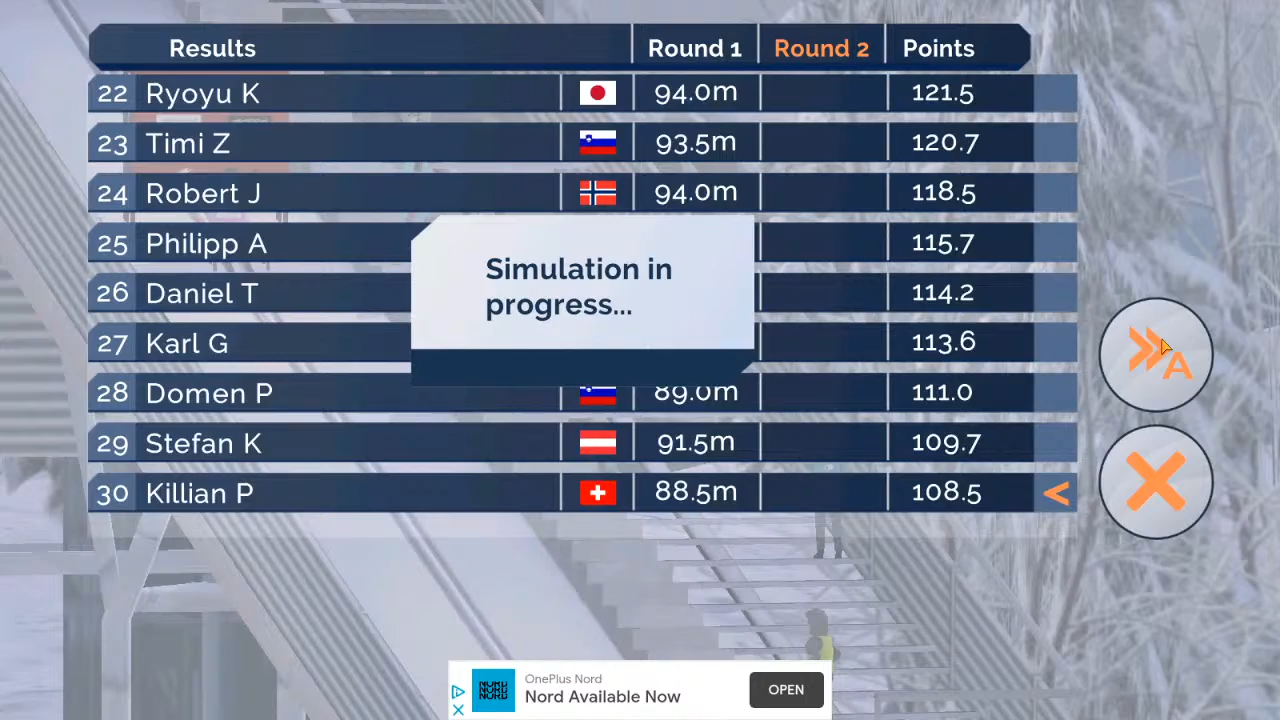 Results Round 1 Round 2 Points
22 Ryoyu K 94.0m 121.5
23 Timi Z 93.5m 120.7
24 Robert J 94.0m 118.5
25 Philipp A 115.7
26 Daniel T 114.2
27 Karl G 113.6
28 Domen P 89.0m 111.0
29 Stefan K 91.5m 109.7
30 Killian P 88.5m 108.5 <
Simulation in
progress...
A
NORD
NORD
NORD
OnePlus Nord
Nord Available Now
OPEN